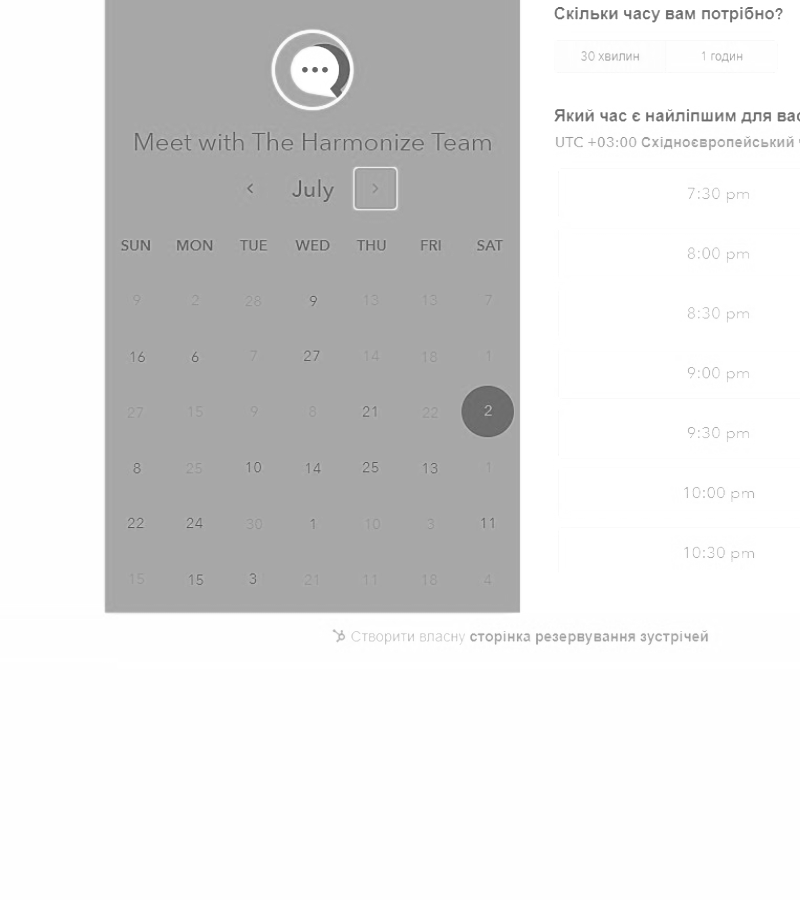 Meet with The Harmonize Team
July
SUN MON TUE WED THU FRI SAT
9 2 28 9 13 13 7
16 6 7 27 14 18 1
27 15 9 8 21 22 2
8 25 10 14 25 13 1
22 24 30 1 10 3 11
15 15 3 21 11 18 4
Скільки часу вам потрібно?
30 хвилин 1 годин
Який час є найліпшим для
UTC +03:00 Східноєвропейський
7:30 pm
8:00 pm
8:30 pm
9:00 pm
9:30 pm
10:00 pm
10:30 pm
Створити власну сторінка резервування зустрічей